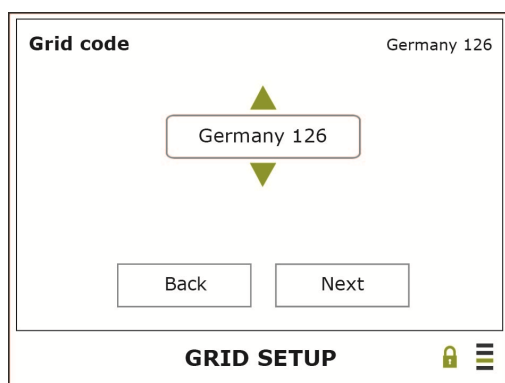 Grid code
Germany 126
Germany 126
Back
Next
GRID SETUP